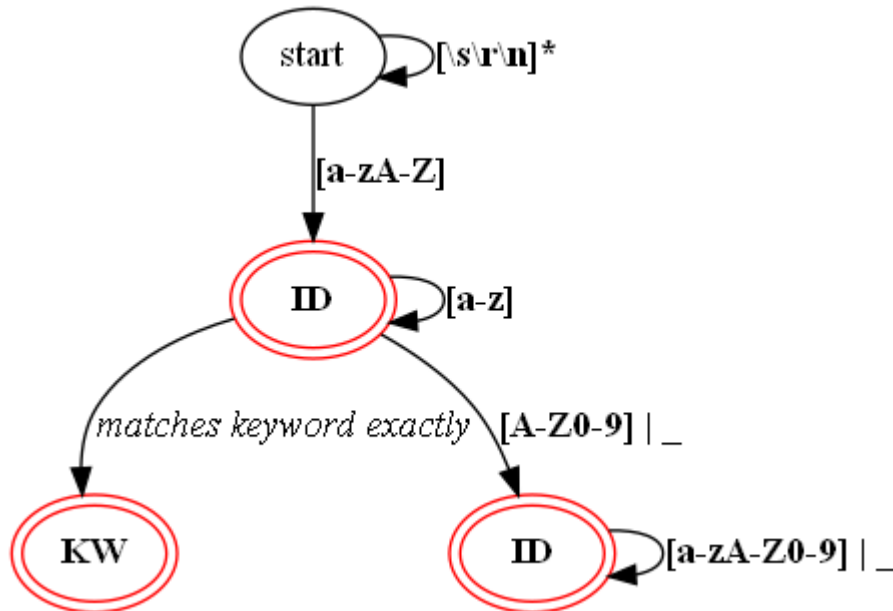 start
[\s\r\n]*
[a-zA-Z]
ID
[a-z]
matches keyword exactly
[A-Z0-9] | _
KW
ID
[a-zA-Z0-9] | _